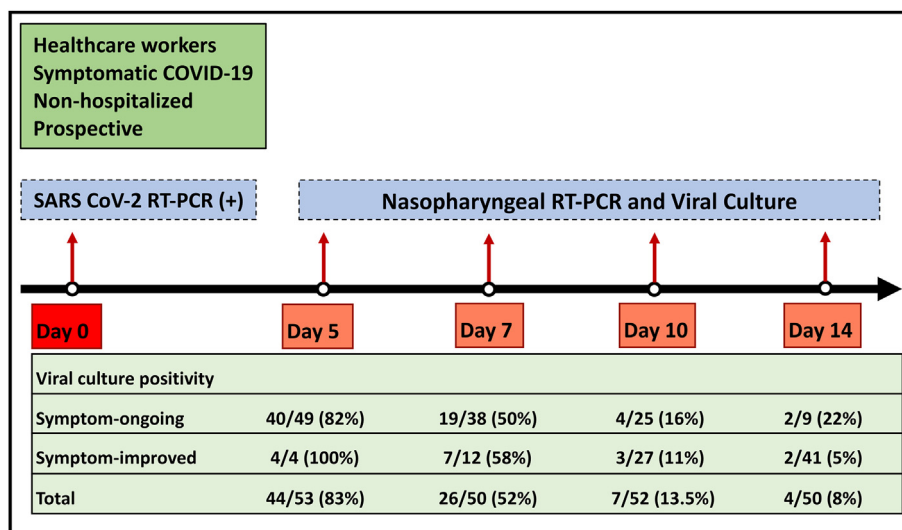 Healthcare workers
Symptomatic COVID-19
Non-hospitalized
Prospective
SARS CoV-2 RT-PCR (+)
Nasopharyngeal RT-PCR and Viral Culture
Day 0 Day 5 Day 7 Day 10 Day 14
Viral culture positivity
Symptom-ongoing 40/49 (82%) 19/38 (50%) 4/25 (16%) 2/9 (22%)
Symptom-improved 4/4 (100%) 7/12 (58%) 3/27 (11%) 2/41 (5%)
Total 44/53 (83%) 26/50 (52%) 7/52 (13.5%) 4/50 (8%)